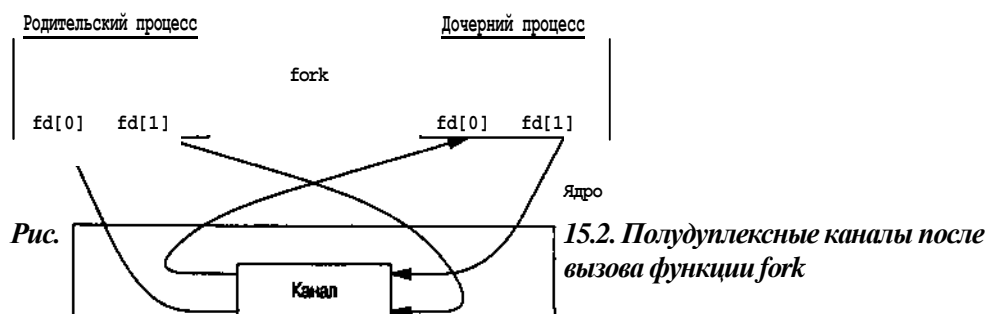 Родительский процесс
Дочерний процесс
fork
fd[0] fd[1]
fd[0] fd[1]
Ядро
Рис. 15.2. Полудуплексные каналы после
вызова функции fork
Канал